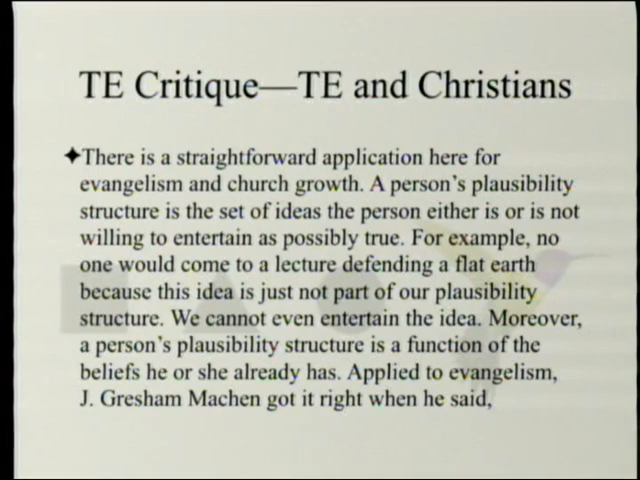 TE Critique—TE and Christians
✦There is a straightforward application here for
evangelism and church growth. A person's plausibility
structure is the set of ideas the person either is or is not
willing to entertain as possibly true. For example, no
one would come to a lecture defending a flat earth
because this idea is just not part of our plausibility
structure. We cannot even entertain the idea. Moreover,
a person's plausibility structure is a function of the
beliefs he or she already has. Applied to evangelism,
J. Gresham Machen got it right when he said,